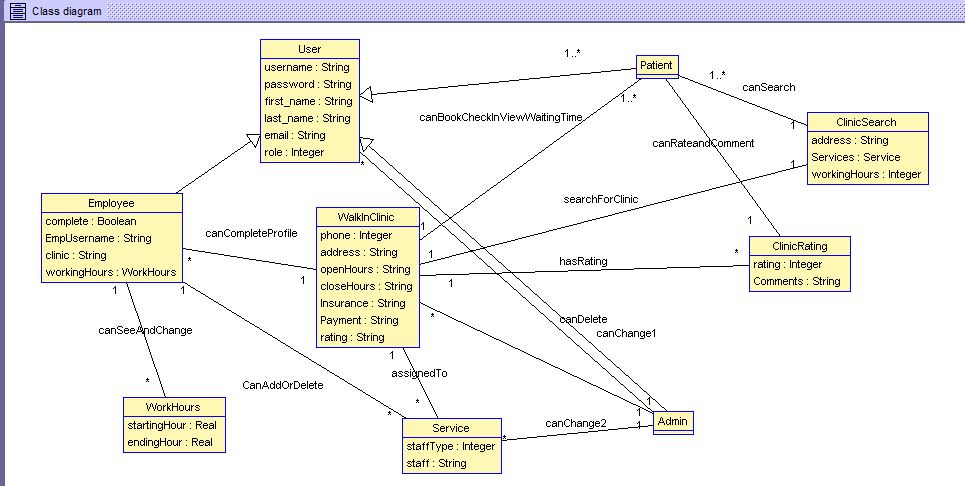 Class diagram
User
username : String
password : String
first_name : String
last_name : String
email : String
role : Integer
*
1..*
Patient
1..*
1..*
canSearch
1
ClinicSearch
address : String
Services : Service
workingHours : Integer
1
canBookCheckInViewWaitingTime
canRateandComment
searchForClinic
Employee
complete : Boolean
EmpUsername : String
clinic : String
workingHours : WorkHours
canCompleteProfile
*
1
WalkInClinic
phone : Integer
address : String
openHours : String
closeHours : String
Insurance : String
Payment : String
rating : String
1
1
1
hasRating
*
1
ClinicRating
rating : Integer
Comments : String
*
canDelete
canChange1
1
1
canSeeAndChange
*
CanAddOrDelete
*
1
assignedTo
*
WorkHours
startingHour : Real
endingHour : Real
Service
staffType : Integer
staff : String
*
canChange2
1
1
1
Admin